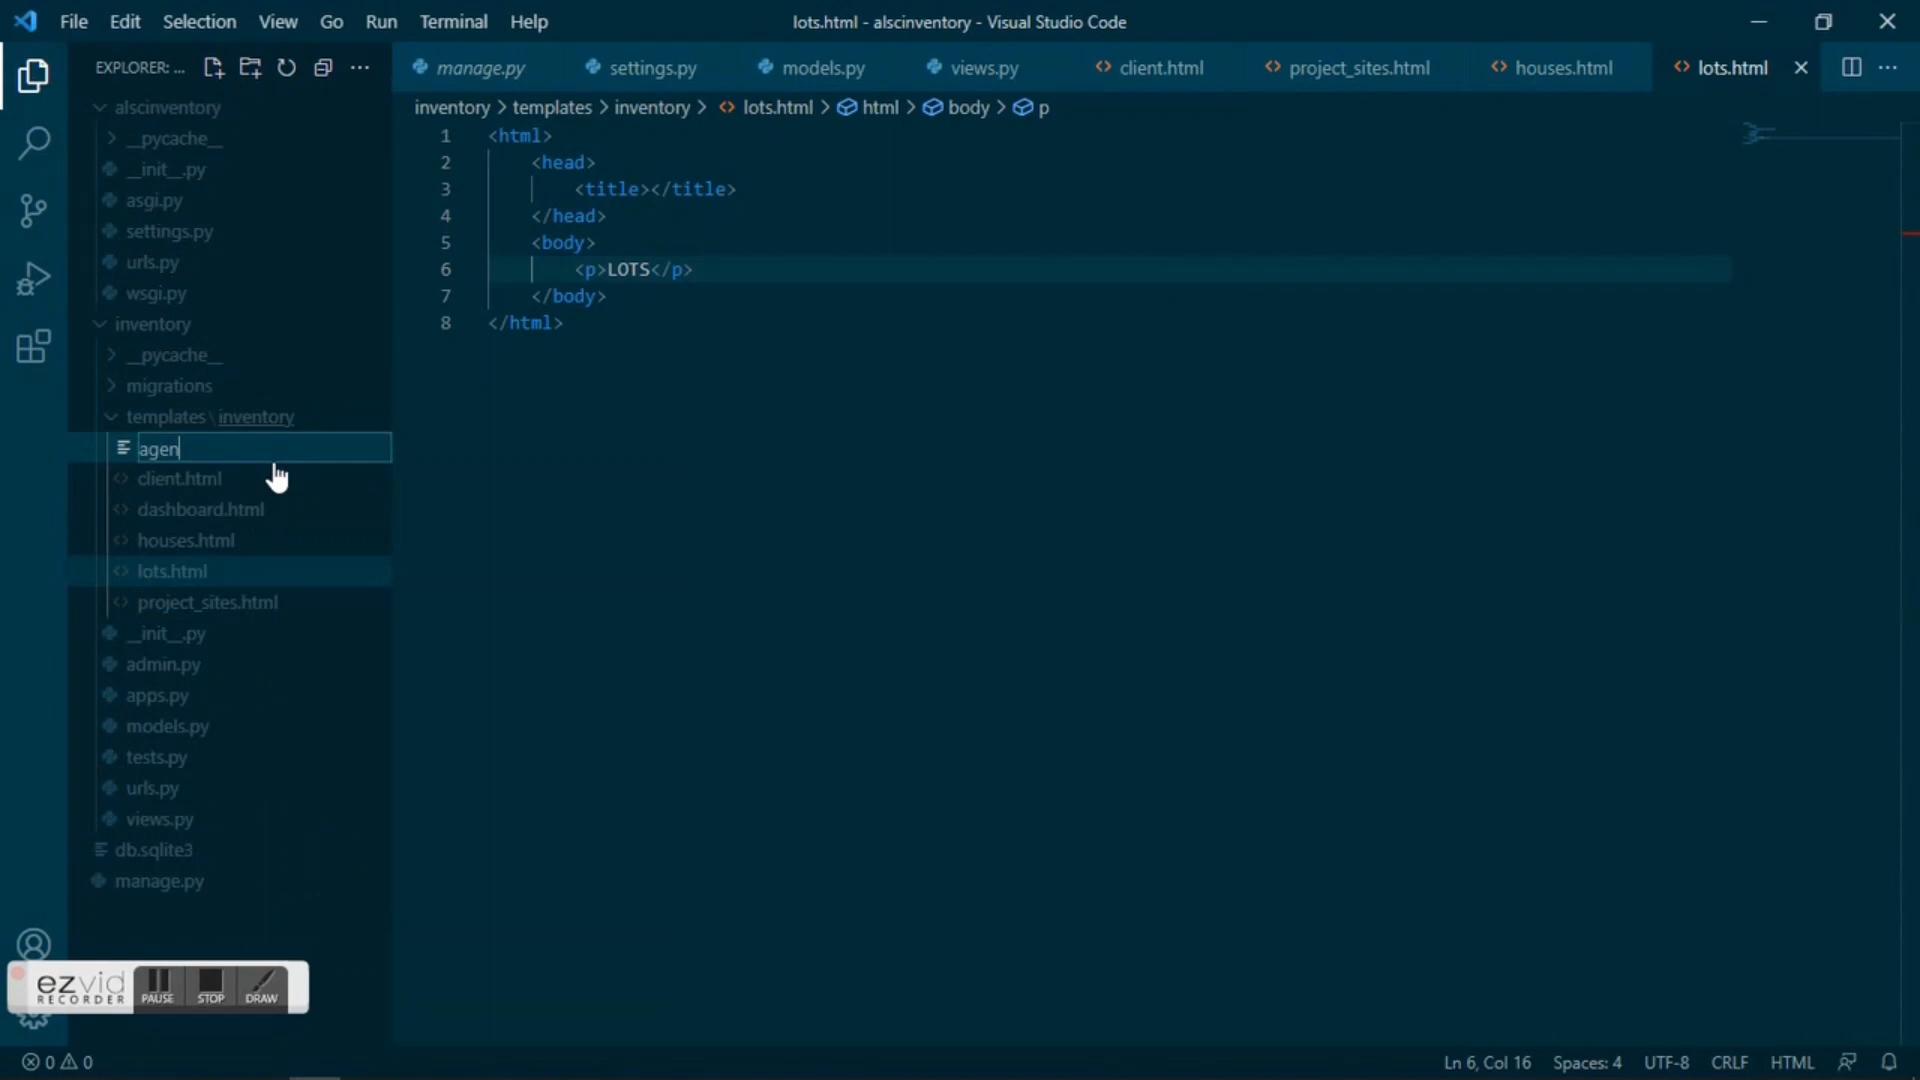 File Edit Selection View Go Run Terminal Help
lots.html - alscinventory - Visual Studio Code
EXPLORER: ...
manage.py settings.py models.py views.py client.html project_sites.html houses.html lots.html
inventory > templates > inventory > lots.html > html > body > p
alscinventory
__pycache__
__init__.py
asgi.py
settings.py
urls.py
wsgi.py
inventory
__pycache__
migrations
templates \ inventory
agen
client.html
dashboard.html
houses.html
lots.html
project_sites.html
__init__.py
admin.py
apps.py
models.py
tests.py
urls.py
views.py
db.sqlite3
manage.py
1 <html>
2 <head>
3 <title></title>
4 </head>
5 <body>
6 <p>LOTS</p>
7 </body>
8 </html>
ezvid
RECORDER
PAUSE STOP DRAW
0 0
Ln 6, Col 16 Spaces: 4 UTF-8 CRLF HTML